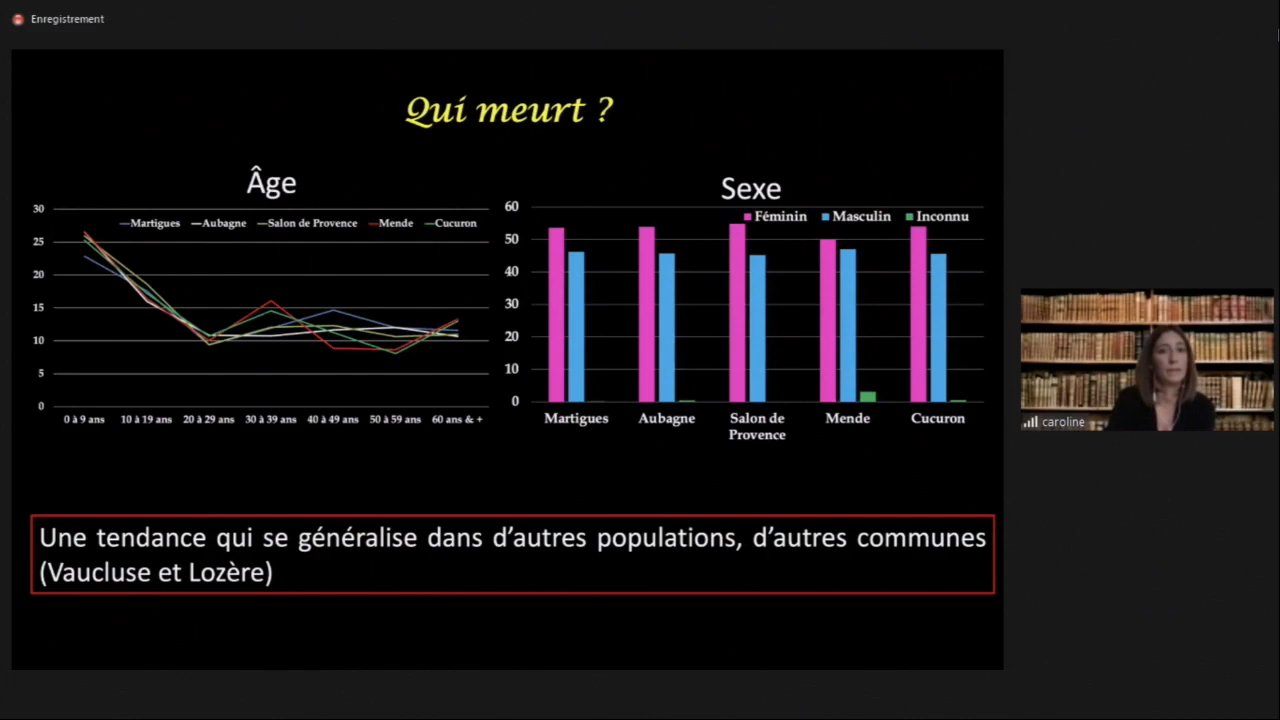 Enregistrement
Qui meurt ?
Âge
30
25
20
15
10
5
0
Martigues Aubagne Salon de Provence Mende Cucuron
0 à 9 ans 10 à 19 ans 20 à 29 ans 30 à 39 ans 40 à 49 ans 50 à 59 ans 60 ans & +
Sexe
60
50
40
30
20
10
0
Féminin Masculin Inconnu
Martigues Aubagne Salon de Mende Cucuron
Provence
Une tendance qui se généralise dans d’autres populations, d’autres communes
(Vaucluse et Lozère)
caroline